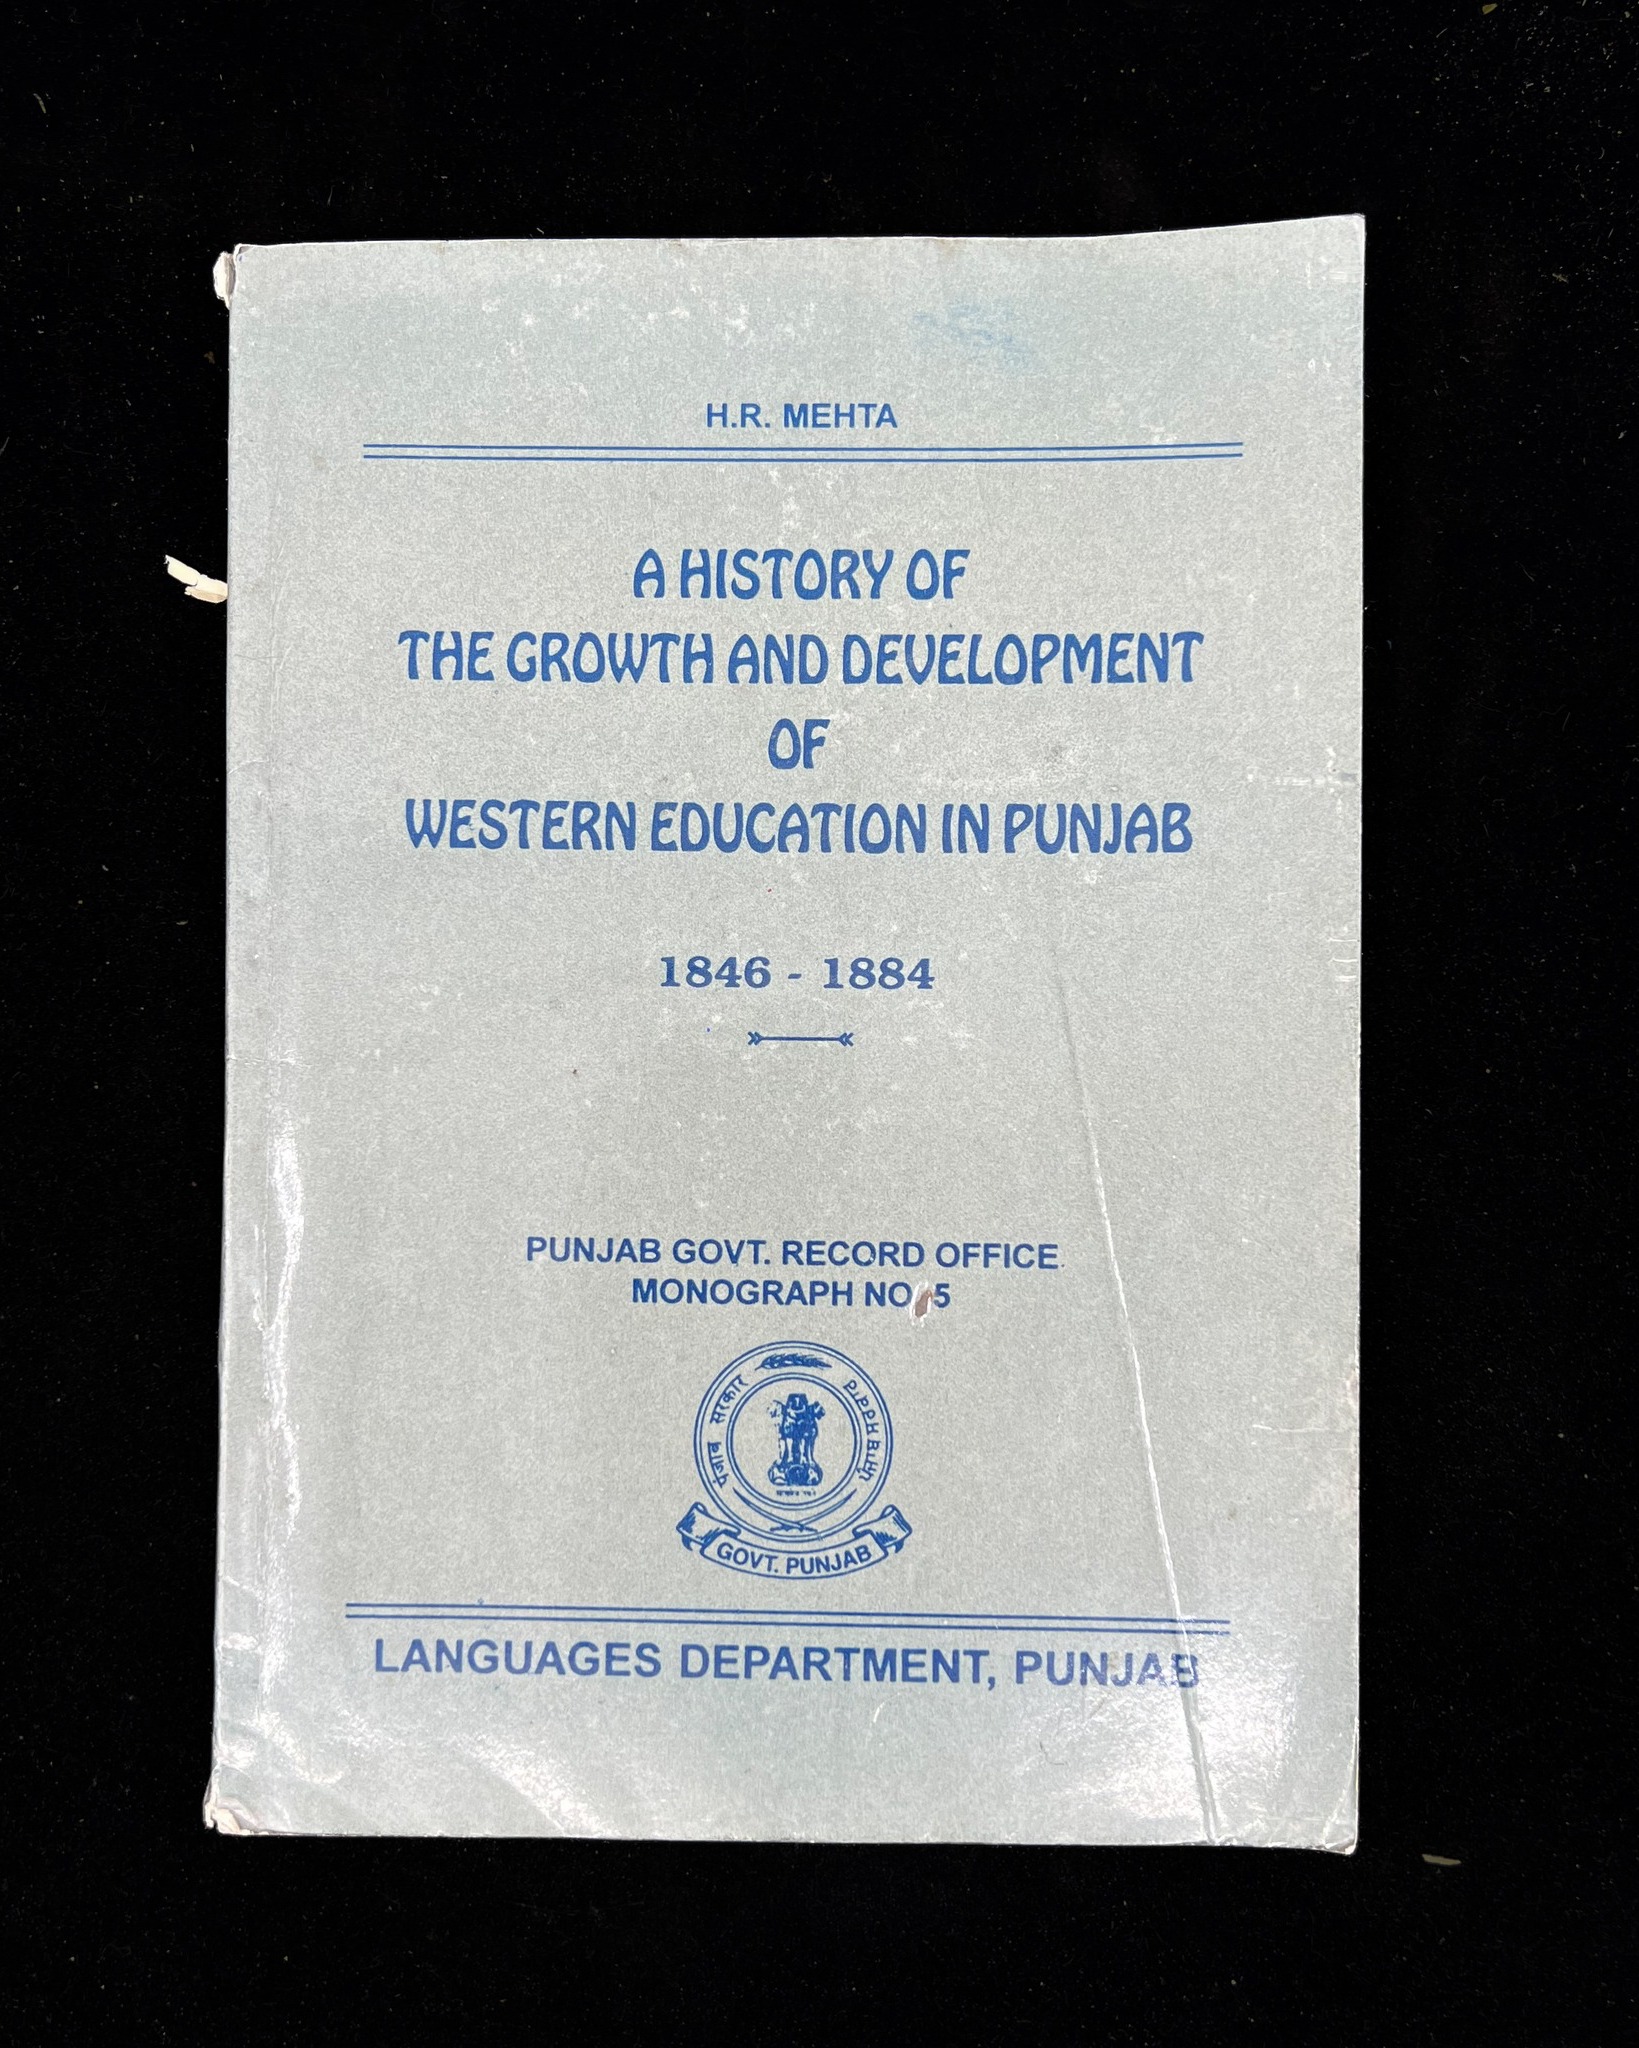 H.R. MEHTA
A HISTORY OF
THE GROWTH AND DEVELOPMENT
OF
WESTERN EDUCATION IN PUNJAB
1846 - 1884
PUNJAB GOVT. RECORD OFFICE
MONOGRAPH NO. 5
पंजाब सरकार
GOVT. PUNJAB
LANGUAGES DEPARTMENT, PUNJAB